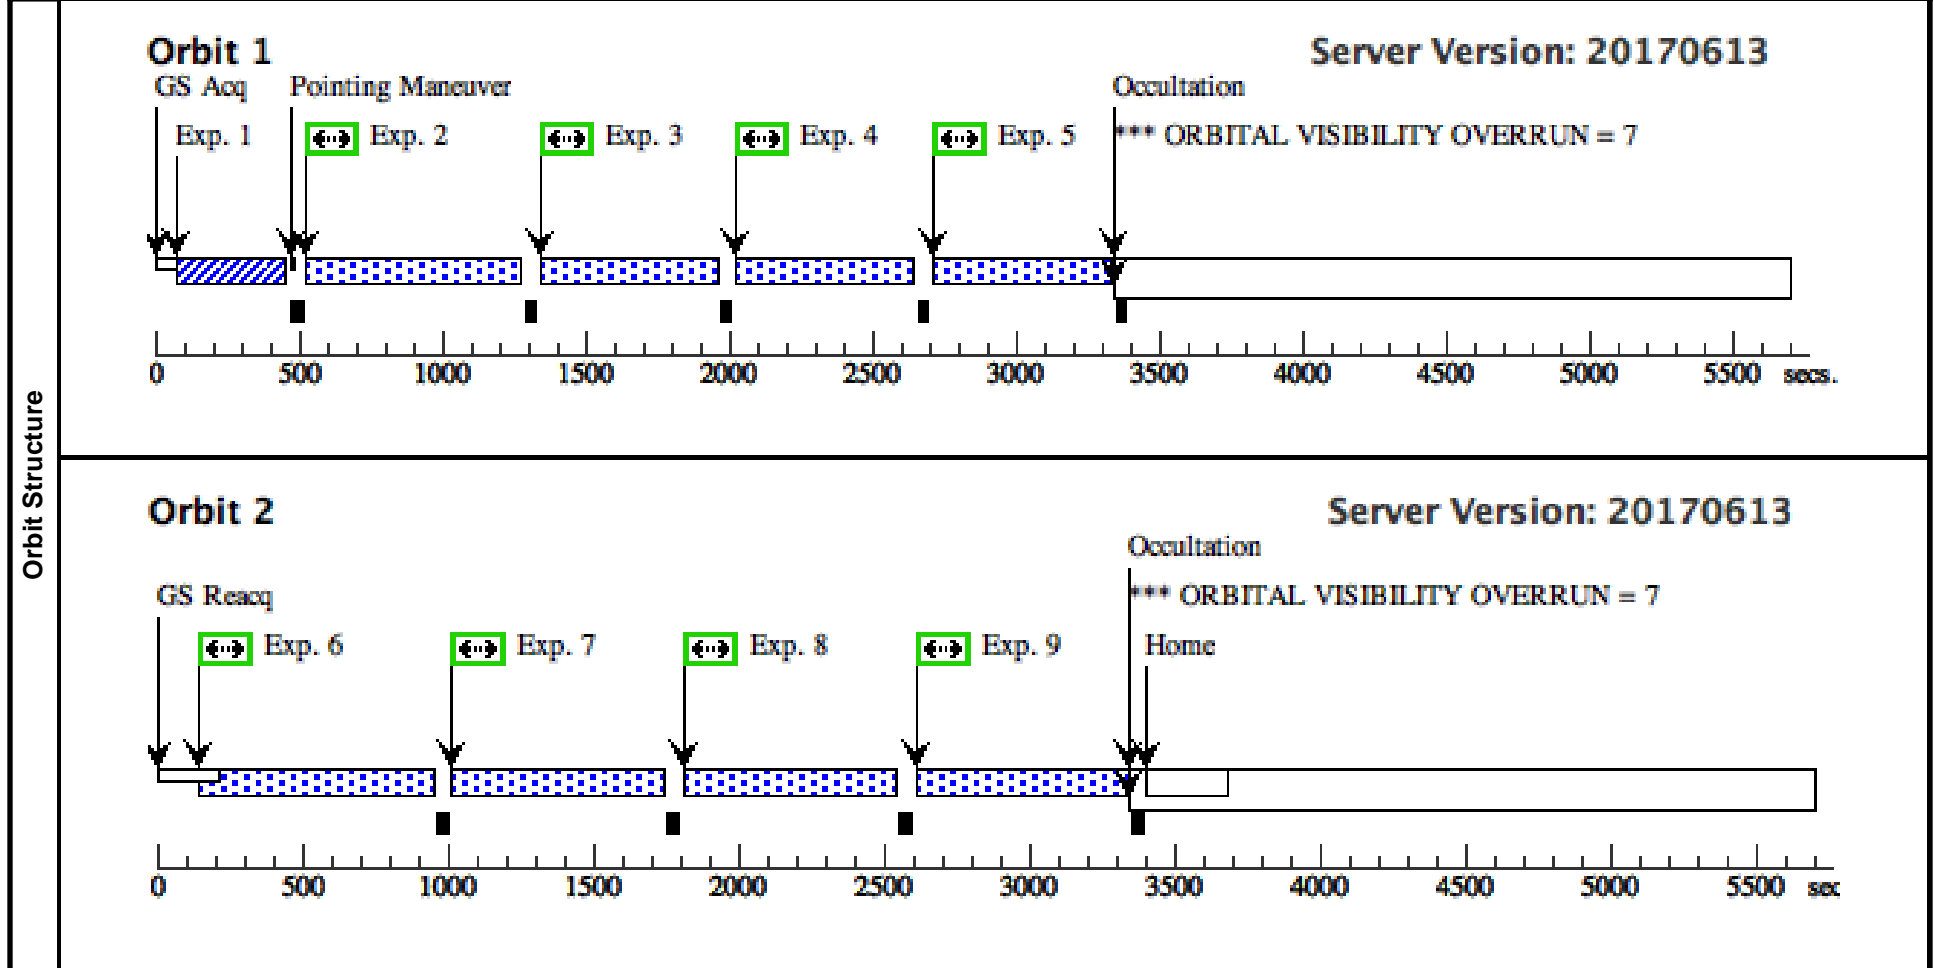 Orbit Structure
Orbit 1 Server Version: 20170613
GS Acq Pointing Maneuver Occultation
Exp. 1 Exp. 2 Exp. 3 Exp. 4 Exp. 5 *** ORBITAL VISIBILITY OVERRUN = 7
0 500 1000 1500 2000 2500 3000 3500 4000 4500 5000 5500 secs.
Orbit 2 Server Version: 20170613
Occultation
GS Reacq *** ORBITAL VISIBILITY OVERRUN = 7
Exp. 6 Exp. 7 Exp. 8 Exp. 9 Home
0 500 1000 1500 2000 2500 3000 3500 4000 4500 5000 5500 sec